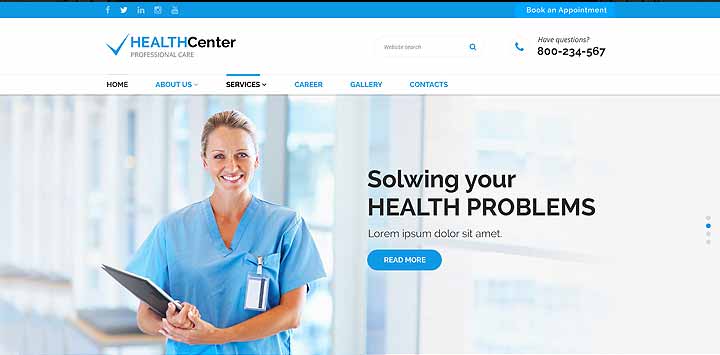 Book an Appointment
HEALTHCenter
PROFESSIONAL CARE
Website search
Have questions?
800-234-567
HOME
ABOUT US
SERVICES
CAREER
GALLERY
CONTACTS
Solwing your
HEALTH PROBLEMS
Lorem ipsum dolor sit amet.
READ MORE